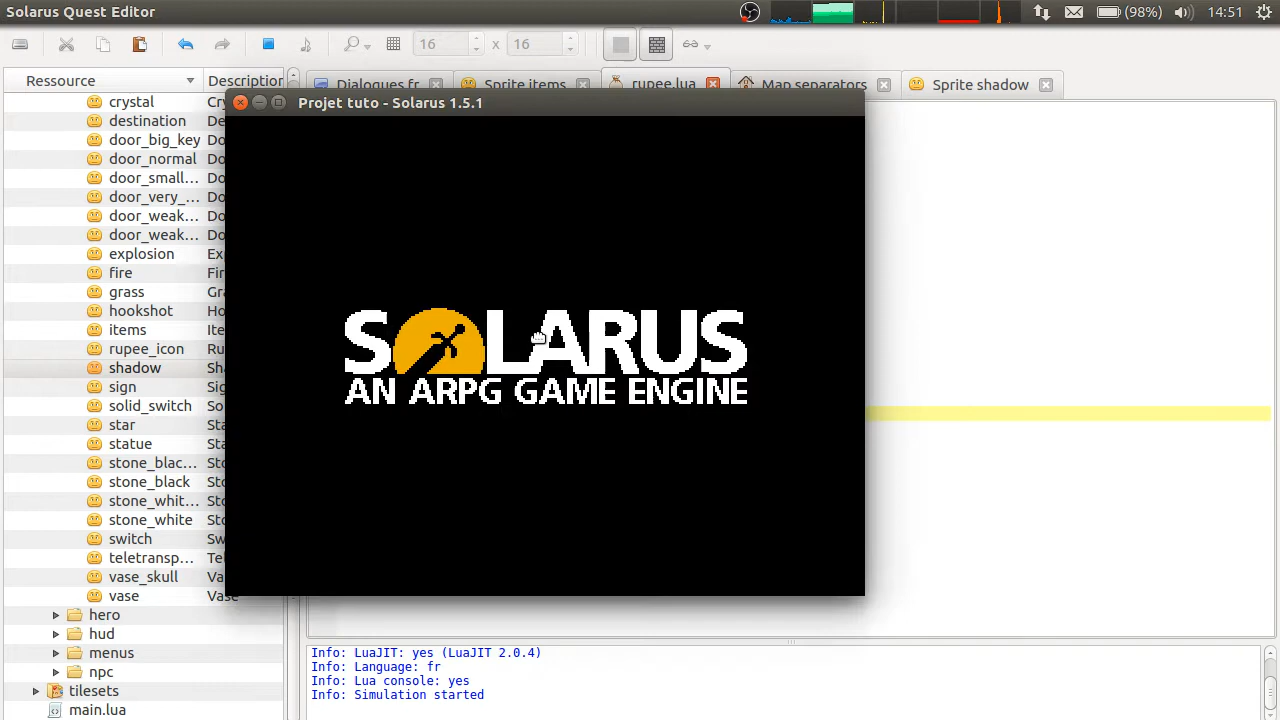 Solarus Quest Editor
(98%)
14:51
16 x 16
Ressource
Description
Dialogues fr
Sprite items
rupee.lua
Map separators
Sprite shadow
Projet tuto - Solarus 1.5.1
crystal
destination
door_big_key
door_normal
door_small...
door_very_...
door_weak...
door_weak...
explosion
fire
grass
hookshot
items
rupee_icon
shadow
sign
solid_switch
star
statue
stone_blac...
stone_black
stone_whit...
stone_white
switch
teletransp...
vase_skull
vase
hero
hud
menus
npc
tilesets
main.lua
SOLARUS
AN ARPG GAME ENGINE
Info: LuaJIT: yes (LuaJIT 2.0.4)
Info: Language: fr
Info: Lua console: yes
Info: Simulation started